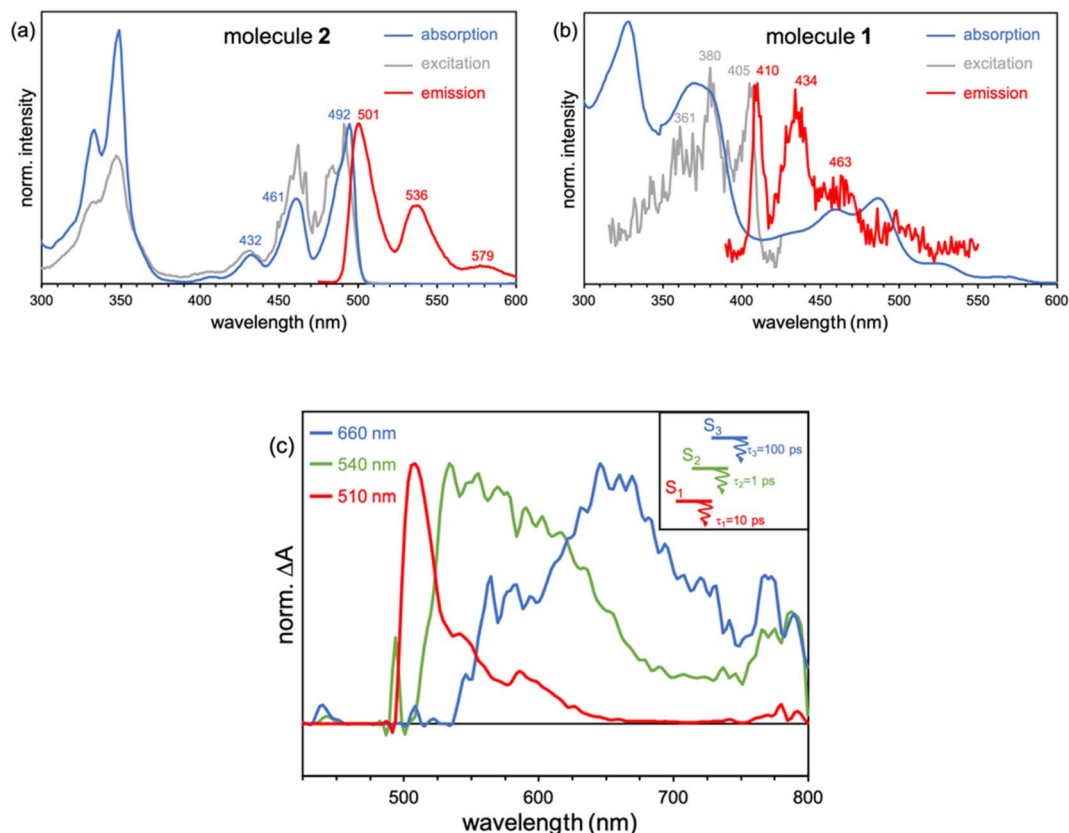 (a)
molecule 2
absorption
excitation
emission
norm. intensity
432
461
492
501
536
579
300
350
400
450
500
550
600
wavelength (nm)
(b)
molecule 1
absorption
excitation
emission
norm. intensity
361
380
405
410
434
463
300
350
400
450
500
550
600
wavelength (nm)
(c)
660 nm
540 nm
510 nm
S3
τ3=100 ps
S2
τ2=1 ps
S1
τ1=10 ps
norm. ΔA
500
600
700
800
wavelength (nm)